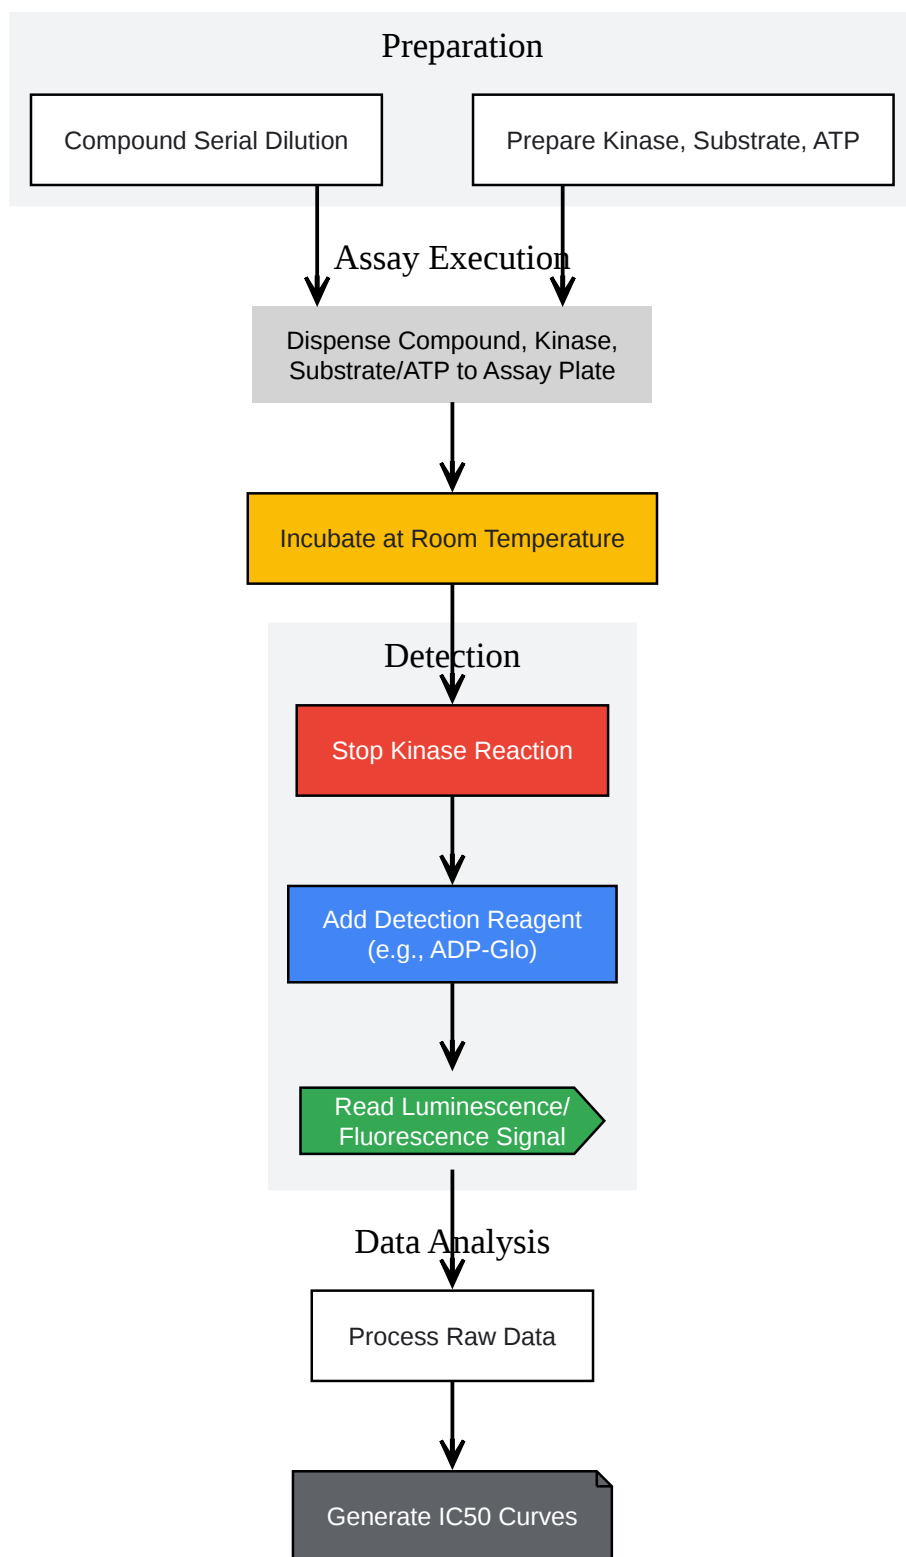 Preparation
Compound Serial Dilution
Prepare Kinase, Substrate, ATP
Assay Execution
Dispense Compound, Kinase,
Substrate/ATP to Assay Plate
Incubate at Room Temperature
Detection
Stop Kinase Reaction
Add Detection Reagent
(e.g., ADP-Glo)
Read Luminescence/
Fluorescence Signal
Data Analysis
Process Raw Data
Generate IC50 Curves